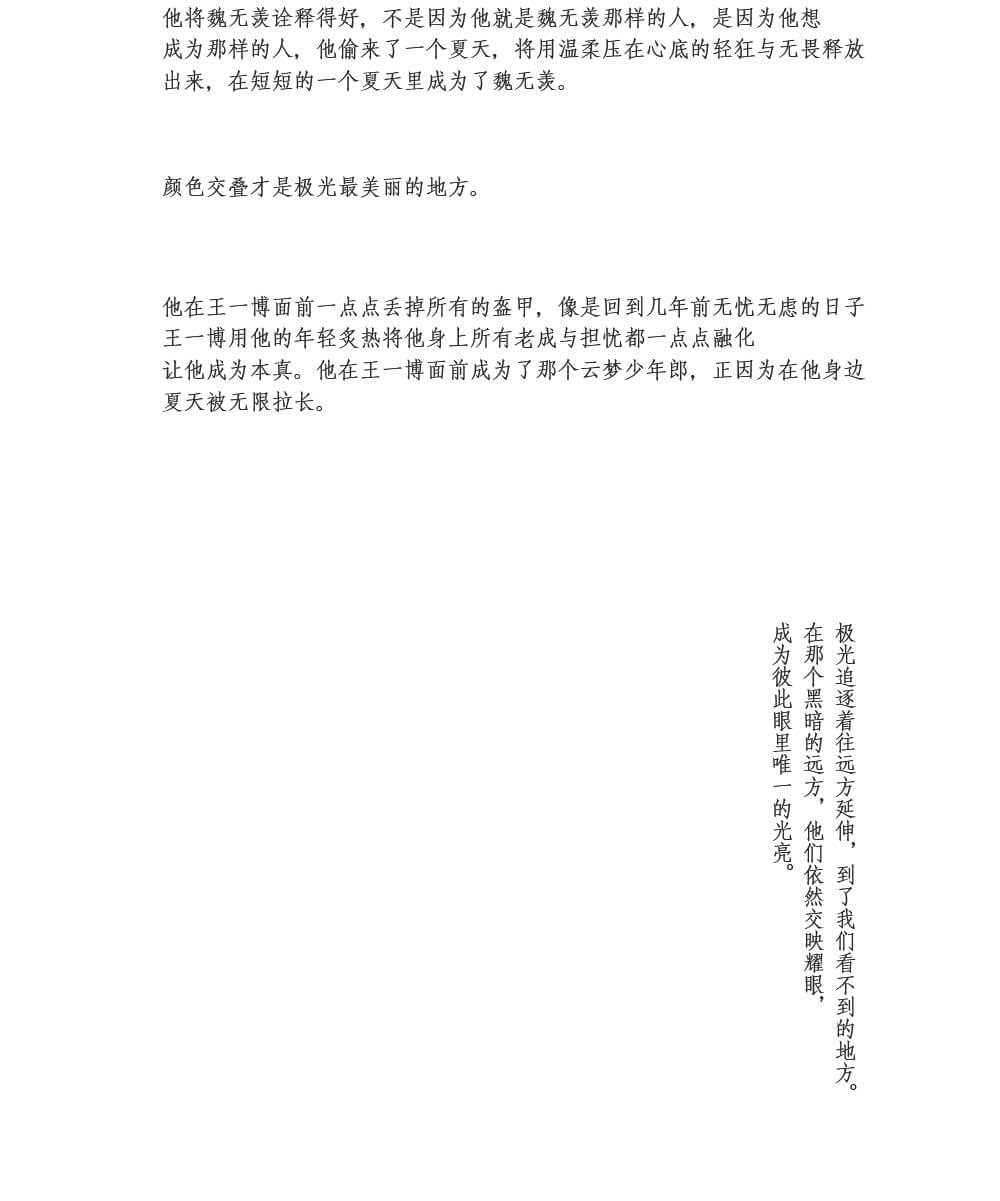 他将魏无羡诠释得好，不是因为他就是魏无羡那样的人，是因为他想
成为那样的人，他偷来了一个夏天，将用温柔压在心底的轻狂与无畏释放
出来，在短短的一个夏天里成为了魏无羡。
颜色交叠才是极光最美丽的地方。
他在王一博面前一点点丢掉所有的盔甲，像是回到几年前无忧无虑的日子
王一博用他的年轻炙热将他身上所有老成与担忧都一点点融化
让他成为本真。他在王一博面前成为了那个云梦少年郎，正因为在他身边
夏天被无限拉长。
极光追逐着往远方延伸，到了我们看不到的地方。
在那个黑暗的远方，他们依然交映耀眼，
成为彼此眼里唯一的光亮。